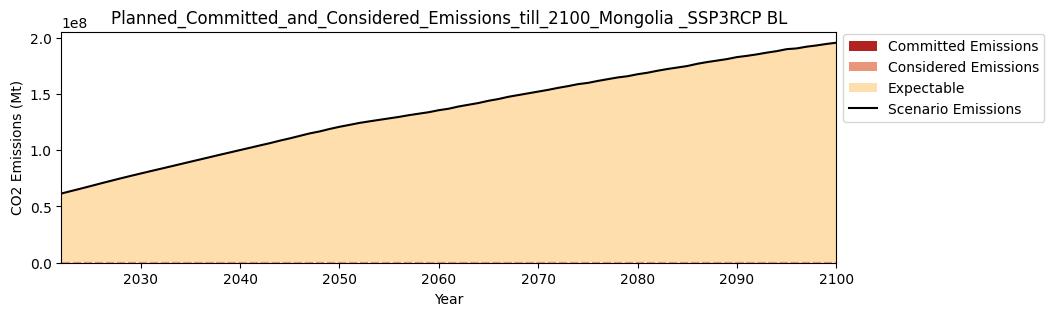 Planned_Committed_and_Considered_Emissions_till_2100_Mongolia _SSP3RCP BL
1e8
2.0
1.5
1.0
0.5
0.0
CO2 Emissions (Mt)
2030 2040 2050 2060 2070 2080 2090 2100
Year
Committed Emissions
Considered Emissions
Expectable
Scenario Emissions